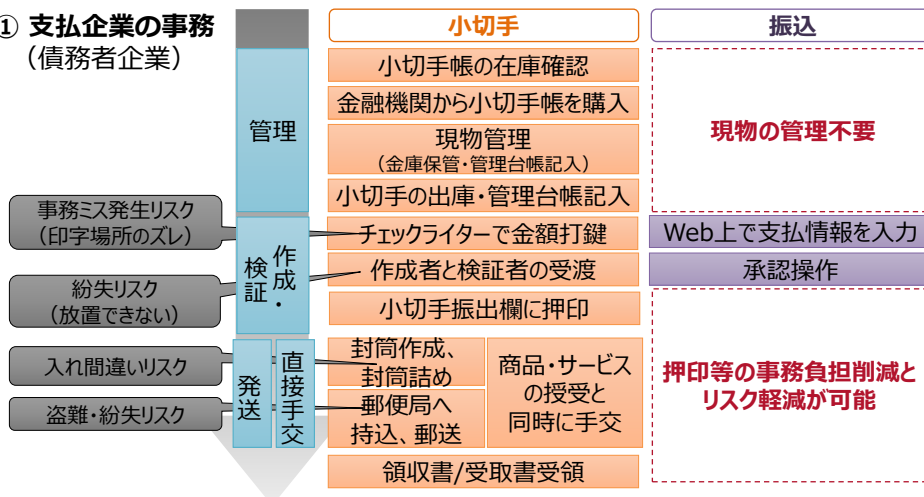 ① 支払企業の事務
（債務者企業）
小切手
振込
管理
小切手帳の在庫確認
金融機関から小切手帳を購入
現物管理
（金庫保管・管理台帳記入）
小切手の出庫・管理台帳記入
現物の管理不要
事務ミス発生リスク
（印字場所のズレ）
紛失リスク
（放置できない）
作成・
検証
チェックライターで金額打鍵
作成者と検証者の受渡
小切手振出欄に押印
Web上で支払情報を入力
承認操作
入れ間違いリスク
盗難・紛失リスク
発送
直接手交
封筒作成、
封筒詰め
郵便局へ
持込、郵送
商品・サービス
の授受と
同時に手交
領収書/受取書受領
押印等の事務負担削減と
リスク軽減が可能